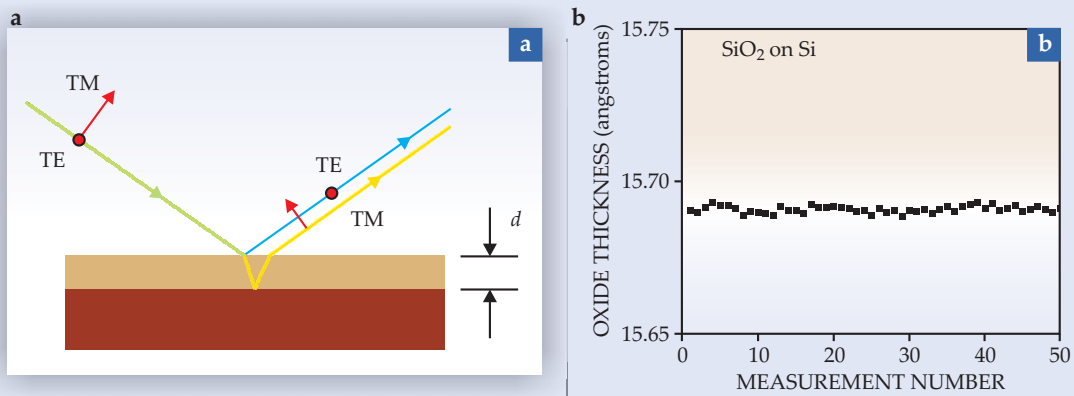 a
a
TM
TE
TE
TM
d
b
b
SiO₂ on Si
OXIDE THICKNESS (angstroms)
15.75
15.70
15.65
0 10 20 30 40 50
MEASUREMENT NUMBER